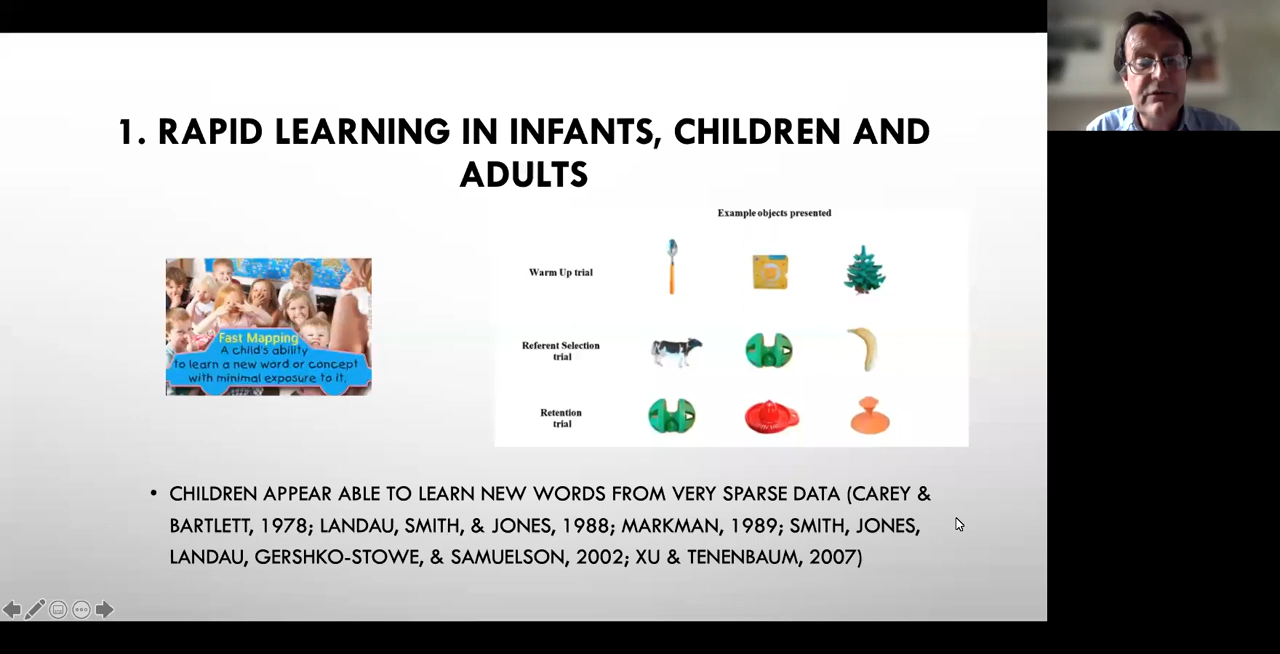 1. RAPID LEARNING IN INFANTS, CHILDREN AND
ADULTS
Fast Mapping
A child's ability
to learn a new word or concept
with minimal exposure to it.
Example objects presented
Warm Up trial
Referent Selection
trial
Retention
trial
• CHILDREN APPEAR ABLE TO LEARN NEW WORDS FROM VERY SPARSE DATA (CAREY &
BARTLETT, 1978; LANDAU, SMITH, & JONES, 1988; MARKMAN, 1989; SMITH, JONES,
LANDAU, GERSHKO-STOWE, & SAMUELSON, 2002; XU & TENENBAUM, 2007)